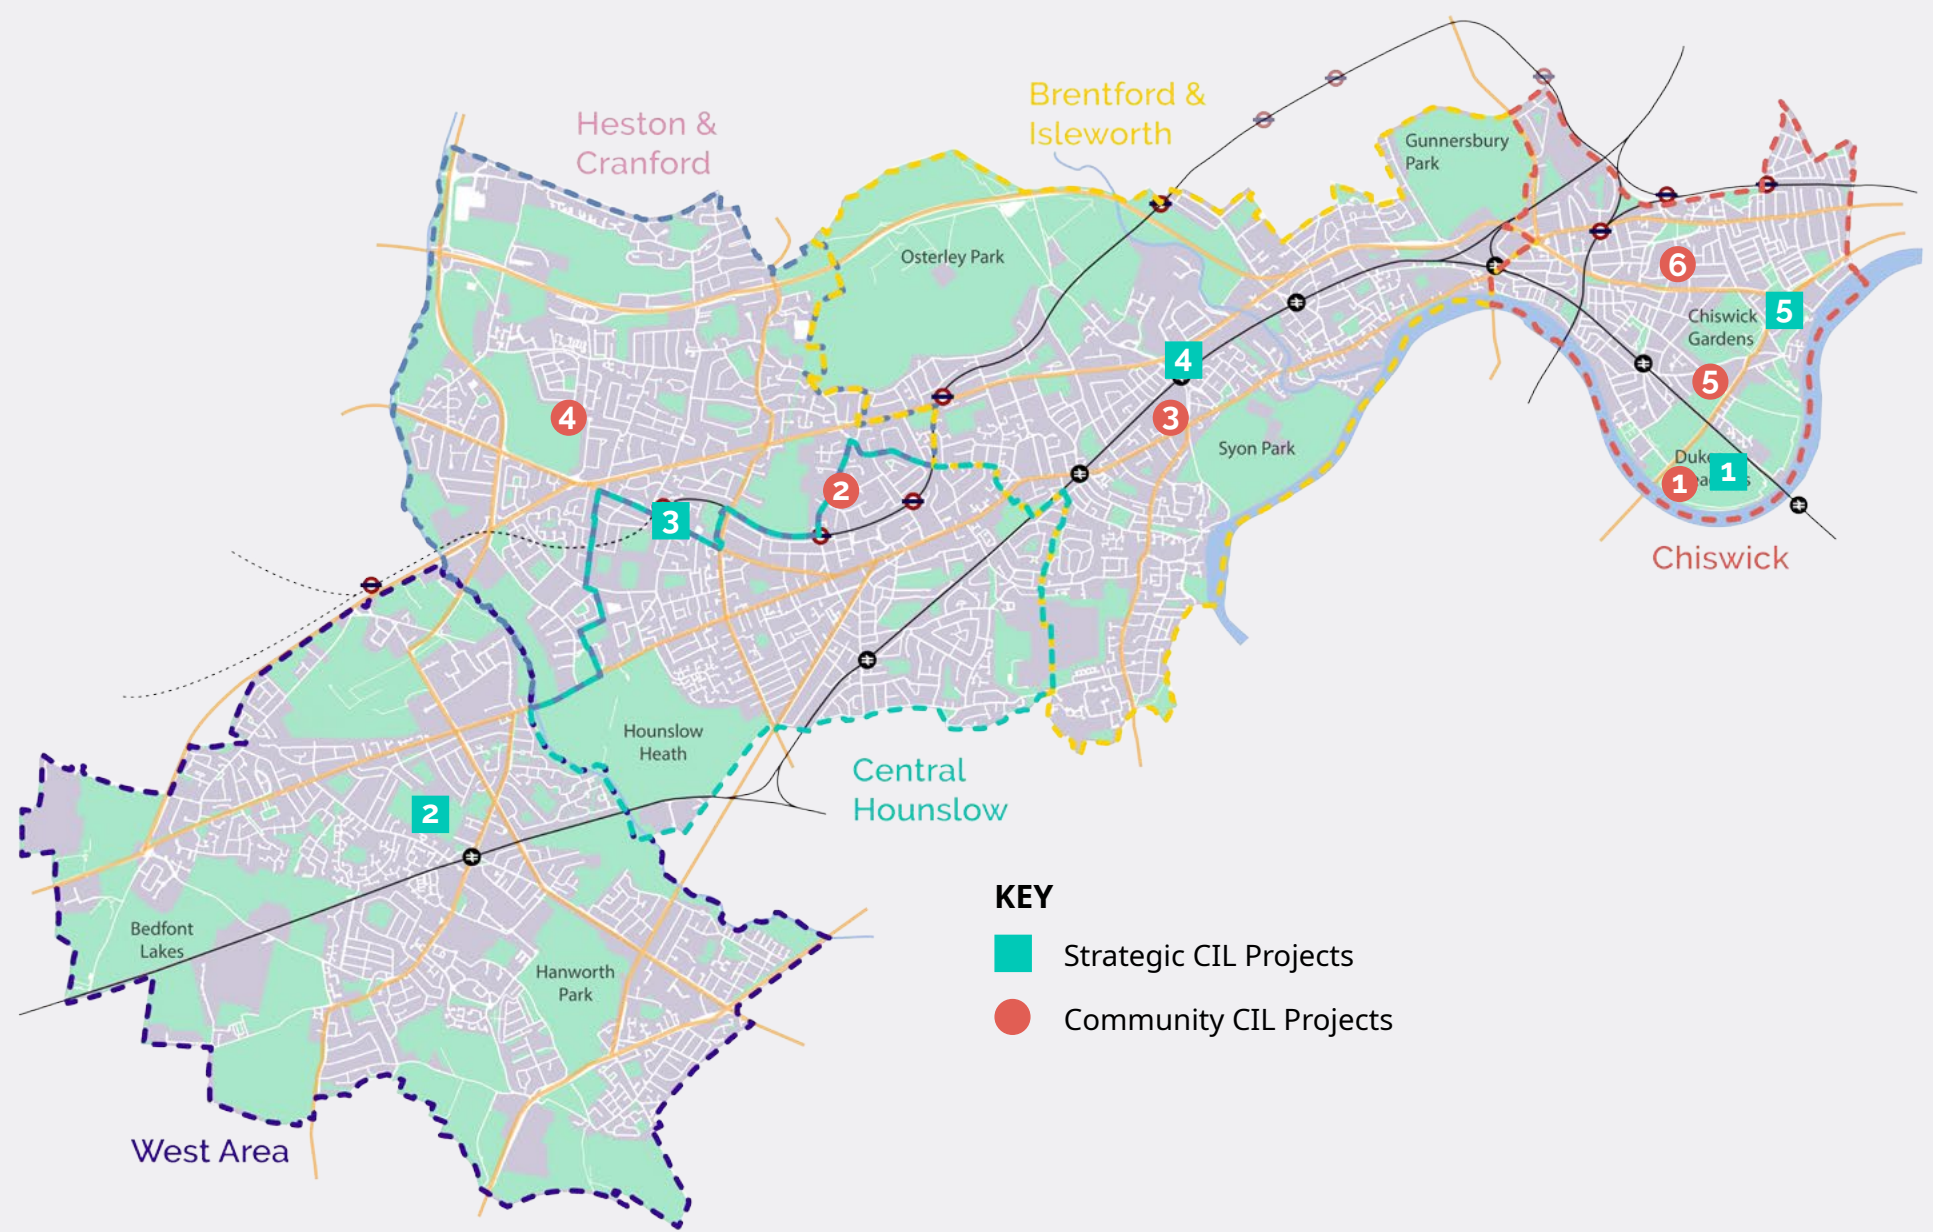 Brentford &
Isleworth
Heston &
Cranford
Gunnersbury
Park
Osterley Park
6
Chiswick
Gardens
5
4
5
4
3
Syon Park
2
1
1
3
Chiswick
Hounslow
Heath
Central
Hounslow
2
KEY
Bedfont
Lakes
Strategic CIL Projects
Hanworth
Park
Community CIL Projects
West Area